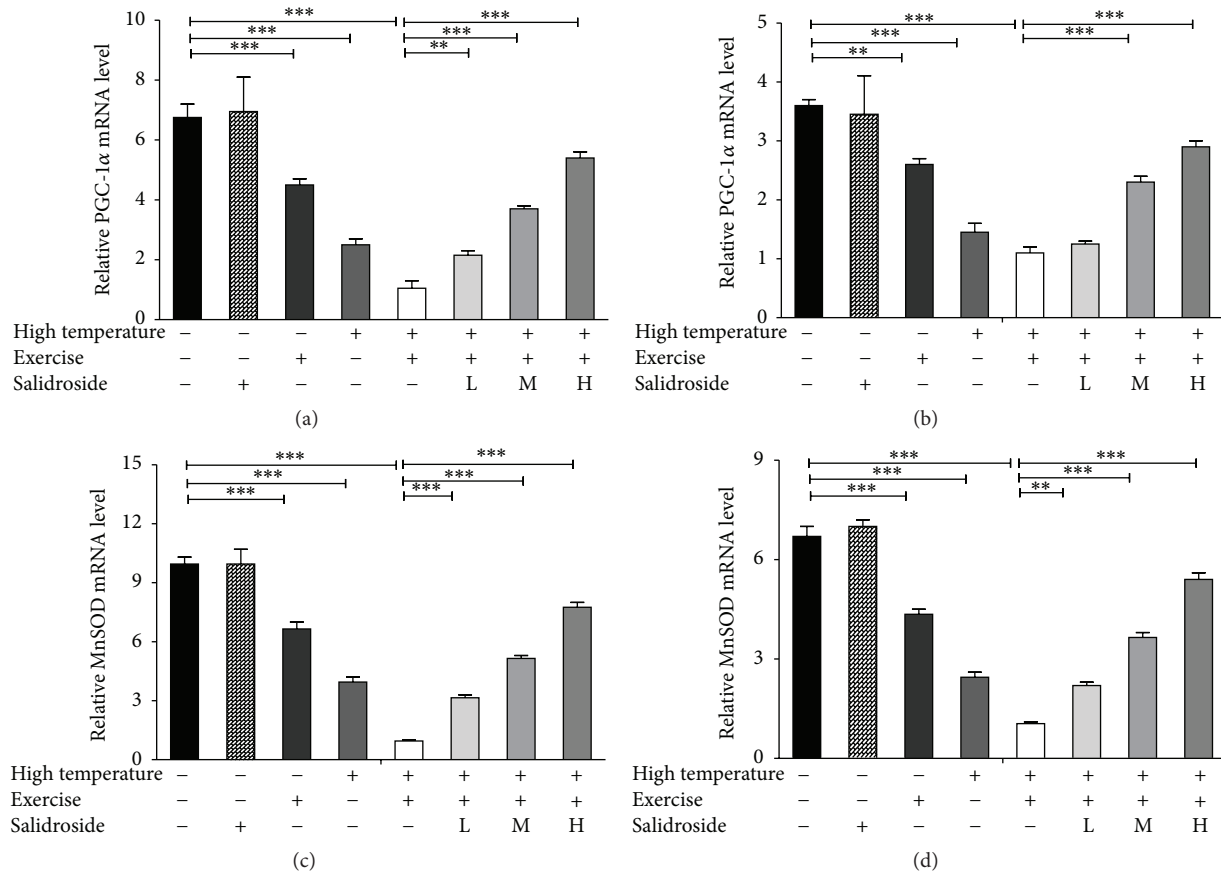 *** *** *** ** *** ***
10
8
6
4
2
0
Relative PGC-1α mRNA level
High temperature − − − + + + + +
Exercise − − + − + + + +
Salidroside − + − − − L M H
(a)
*** *** ** *** ***
5
4
3
2
1
0
Relative PGC-1α mRNA level
High temperature − − − + + + + +
Exercise − − + − + + + +
Salidroside − + − − − L M H
(b)
*** *** *** *** *** ***
15
12
9
6
3
0
Relative MnSOD mRNA level
High temperature − − − + + + + +
Exercise − − + − + + + +
Salidroside − + − − − L M H
(c)
*** *** *** ** *** ***
9
6
3
0
Relative MnSOD mRNA level
High temperature − − − + + + + +
Exercise − − + − + + + +
Salidroside − + − − − L M H
(d)